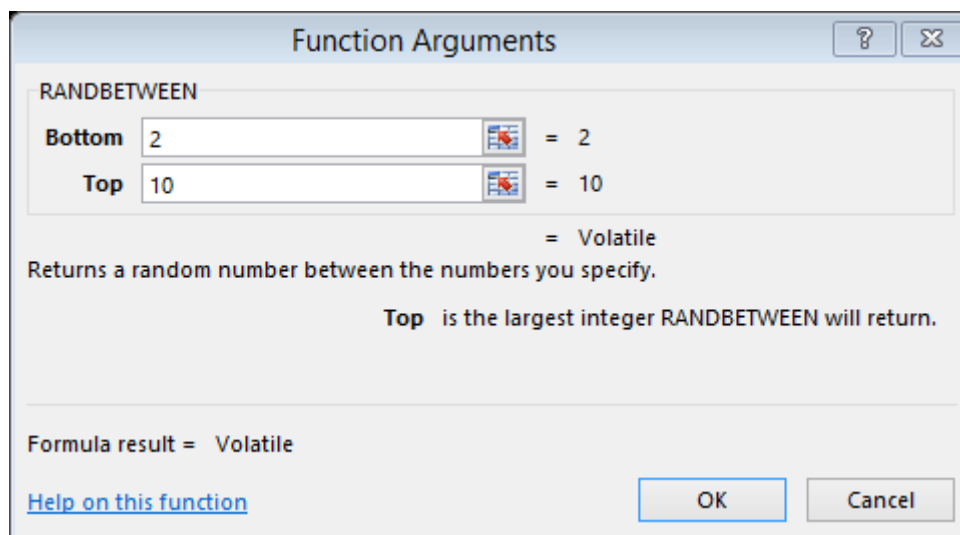 Function Arguments
?
RANDBETWEEN
Bottom 2 = 2
Top 10 = 10
= Volatile
Returns a random number between the numbers you specify.
Top is the largest integer RANDBETWEEN will return.
Formula result = Volatile
Help on this function
OK Cancel